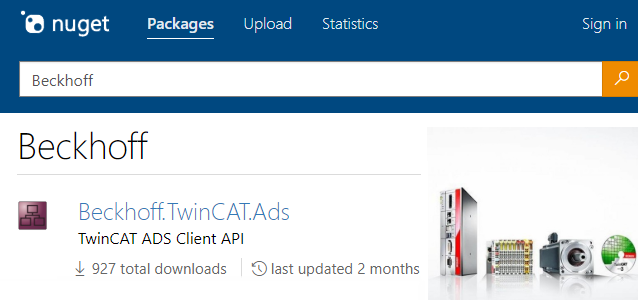 nuget Packages Upload Statistics Sign in
Beckhoff
Beckhoff
Beckhoff.TwinCAT.Ads
TwinCAT ADS Client API
927 total downloads last updated 2 months